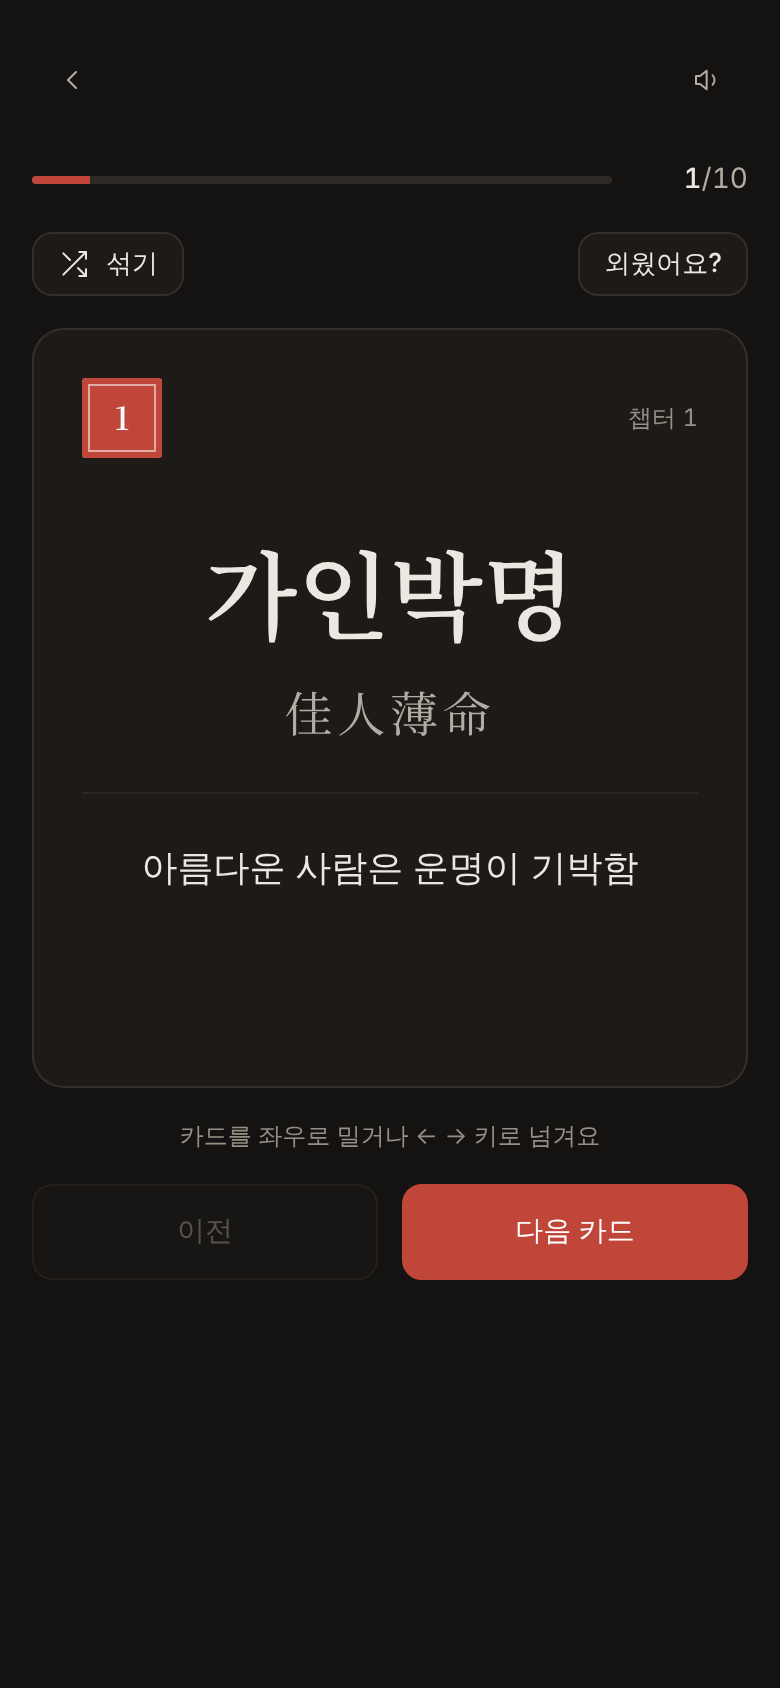 1/10
섞기
외웠어요?
1
챕터 1
가인박명
佳人薄命
아름다운 사람은 운명이 기박함
카드를 좌우로 밀거나 ← → 키로 넘겨요
이전
다음 카드